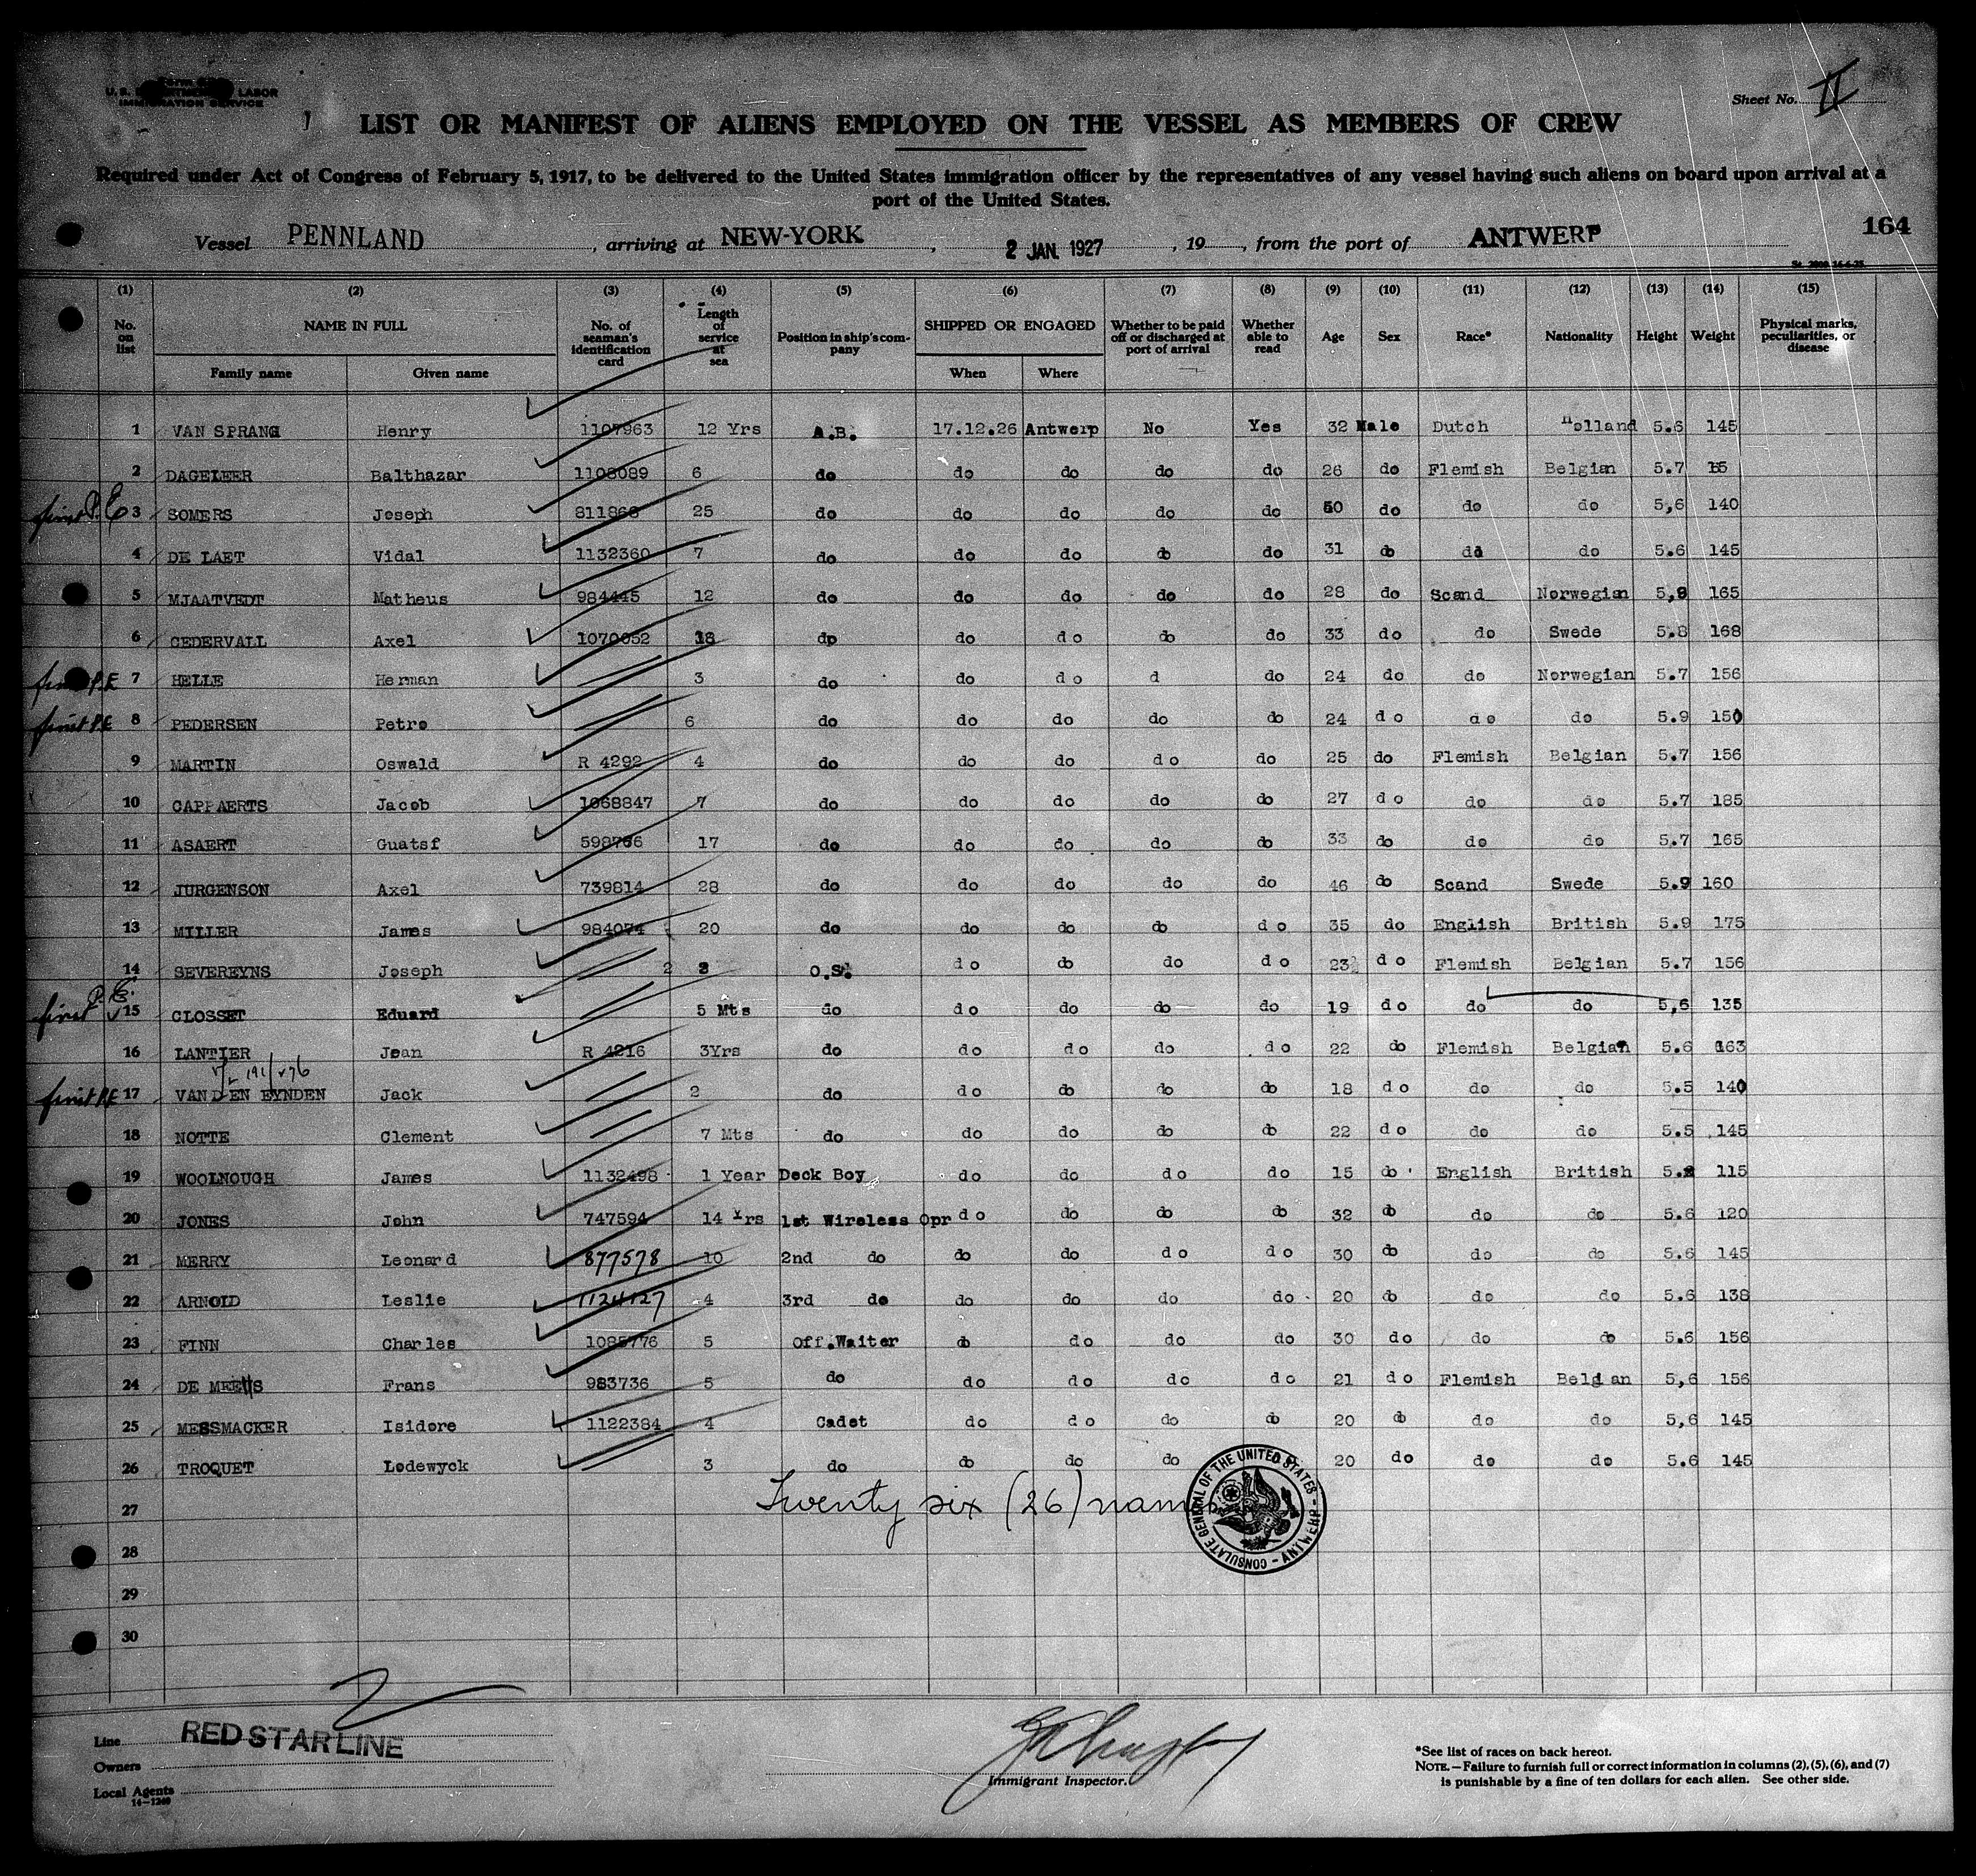 U.S. LABOR
IMMIGRATION SERVICE
Sheet No. II
LIST OR MANIFEST OF ALIENS EMPLOYED ON THE VESSEL AS MEMBERS OF CREW
Required under Act of Congress of February 5, 1917, to be delivered to the United States immigration officer by the representatives of any vessel having such aliens on board upon arrival at a
port of the United States.
164
Vessel PENNLAND, arriving at NEW-YORK, 2 JAN. 1927, 19, from the port of ANTWERP
(1) (2) (3) (4) (5) (6) (7) (8) (9) (10) (11) (12) (13) (14) (15)
No. on list NAME IN FULL Family name Given name No. of seaman's identification card Length of service at sea Position in ship's company SHIPPED OR ENGAGED When Where Whether to be paid off or discharged at port of arrival Whether able to read Age Sex Race* Nationality Height Weight Physical marks, peculiarities, or disease
1 VAN SPRANG Henry 1107963 12 Yrs A.B. 17.12.26 Antwerp No Yes 32 Male Dutch Holland 5.6 145
2 DAGELEER Balthazar 1108089 6 do do do do do 26 do Flemish Belgian 5.7
first P.E 3 SOMERS Joseph 25 do do do do do do do do 5,6 140
4 DE LAET Vidal 1132360 7 do do do do do 31 do do do 5.6 145
5 MJAATVEDT Matheus 984445 12 do do do do do 28 do Scand Norwegian 5,9 165
6 CEDERVALL Axel 1070052 do do do do do 33 do do Swede 5.8 168
first P.E 7 HELLE Herman 3 do do do d do 24 do do Norwegian 5.7 156
first P.E 8 PEDERSEN Petro 6 do do do do do 24 do do do 5.9 150
9 MARTIN Oswald R 4292 4 do do do do do 25 do Flemish Belgian 5.7 156
10 CAPPAERTS Jacob 1068847 7 do do do do do 27 do do do 5.7 185
11 ASAERT Guatsf 598766 17 do do do do do 33 do do do 5.7 165
12 JURGENSON Axel 739814 28 do do do do do 46 do Scand Swede 5.9 160
13 MILLER James 984074 20 do do do do do 35 do English British 5.9 175
14 SEVEREYNS Joseph 2 O.S. do do do do 23 do Flemish Belgian 5.7 156
first P.E. 15 CLOSSET Eduard 5 Mts do do do do do 19 do do do 5,6 135
16 LANTIER Jean R 4216 3Yrs do do do do do 22 do Flemish Belgian 5.6 163
first P.E 17 VAN DEN EYNDEN Jack 2 do do do do do 18 do do do 5.5 140
18 NOTTE Clement 7 Mts do do do do do 22 do do do 5.5 145
19 WOOLNOUGH James 1132498 1 Year Deck Boy do do do do 15 do English British 115
20 JONES John 747594 14 Yrs 1st Wireless Opr do do do do 32 do do do 5.6 120
21 MERRY Leonard 877578 10 2nd do do do do do 30 do do do 5.6 145
22 ARNOLD Leslie 1124127 4 3rd do do do do do 20 do do do 5.6 138
23 FINN Charles 1085776 5 Off.Waiter do do do do 30 do do do 5.6 156
24 DE MEETS Frans 983736 5 do do do do do 21 do Flemish Belgian 5,6 156
25 MESSMACKER Isidore 1122384 4 Cadet do do do do 20 do do do 5,6 145
26 TROQUET Lodewyck 3 do do do do do 20 do do do 5.6 145
27 Twenty six (26) names
CONSULATE GENERAL OF THE UNITED STATES - ANTWERP -
28
29
30
2
Line RED STAR LINE
Owners
Local Agents
14-1240
Immigrant Inspector.
*See list of races on back hereof.
NOTE.—Failure to furnish full or correct information in columns (2), (5), (6), and (7)
is punishable by a fine of ten dollars for each alien. See other side.